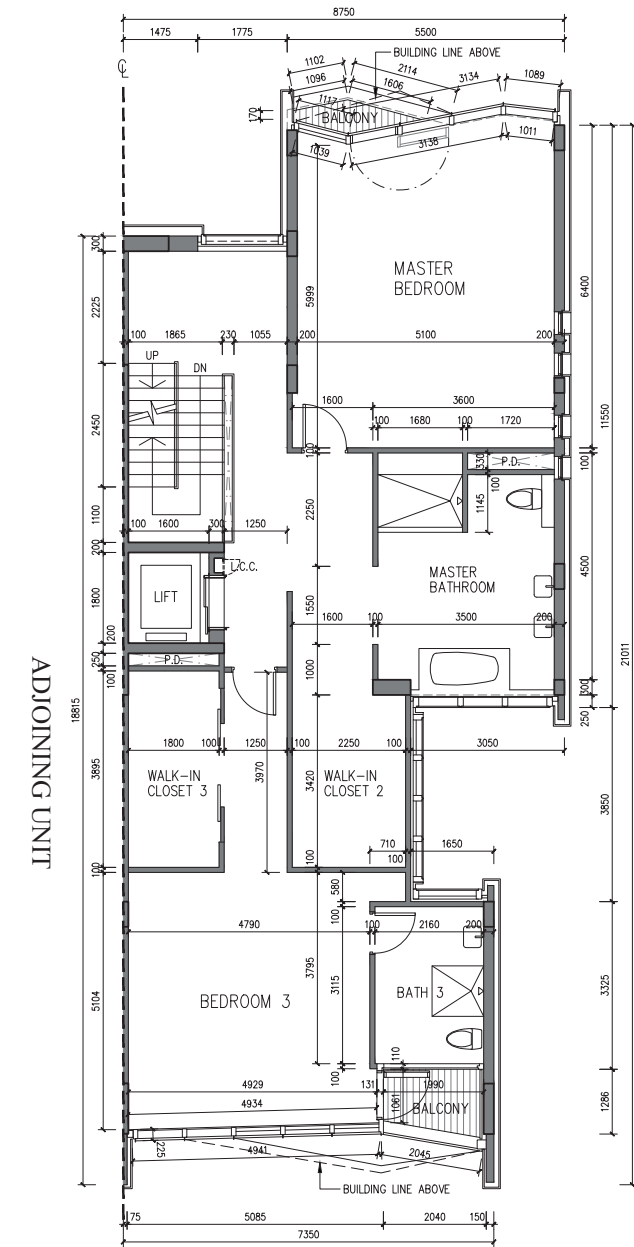 8750
1475 1775 5500
℄
BUILDING LINE ABOVE
1102 2114
1096 1606 3134 1089
1117
170 BALCONY
1039 3138 1011
MASTER
BEDROOM
300
2225
5999
6400
11550
100 1865 230 1055 200 5100 200
UP
DN
1600 3600
100 1680 100 1720
2450
100
330 P.D. 100
1145 100
1100
2250
100 1600 300 1250
200
L.C.C.
MASTER
BATHROOM
4500
LIFT
1800
1550
1600 100 3500 200
1200
250 P.D.
100
1000
300
250
21011
18815
ADJOINING UNIT
1800 100 1250 100 2250 100 3050
3895
3970
3420
WALK-IN
CLOSET 3
WALK-IN
CLOSET 2
3850
710 1650
100
100
100
580
100
4790 100 2160 200
3795
3115
5104
BEDROOM 3
BATH 3
3325
110
100
4929 131 1990
4934
1061
BALCONY
1286
225
4941 2045
BUILDING LINE ABOVE
75 5085 2040 150
7350